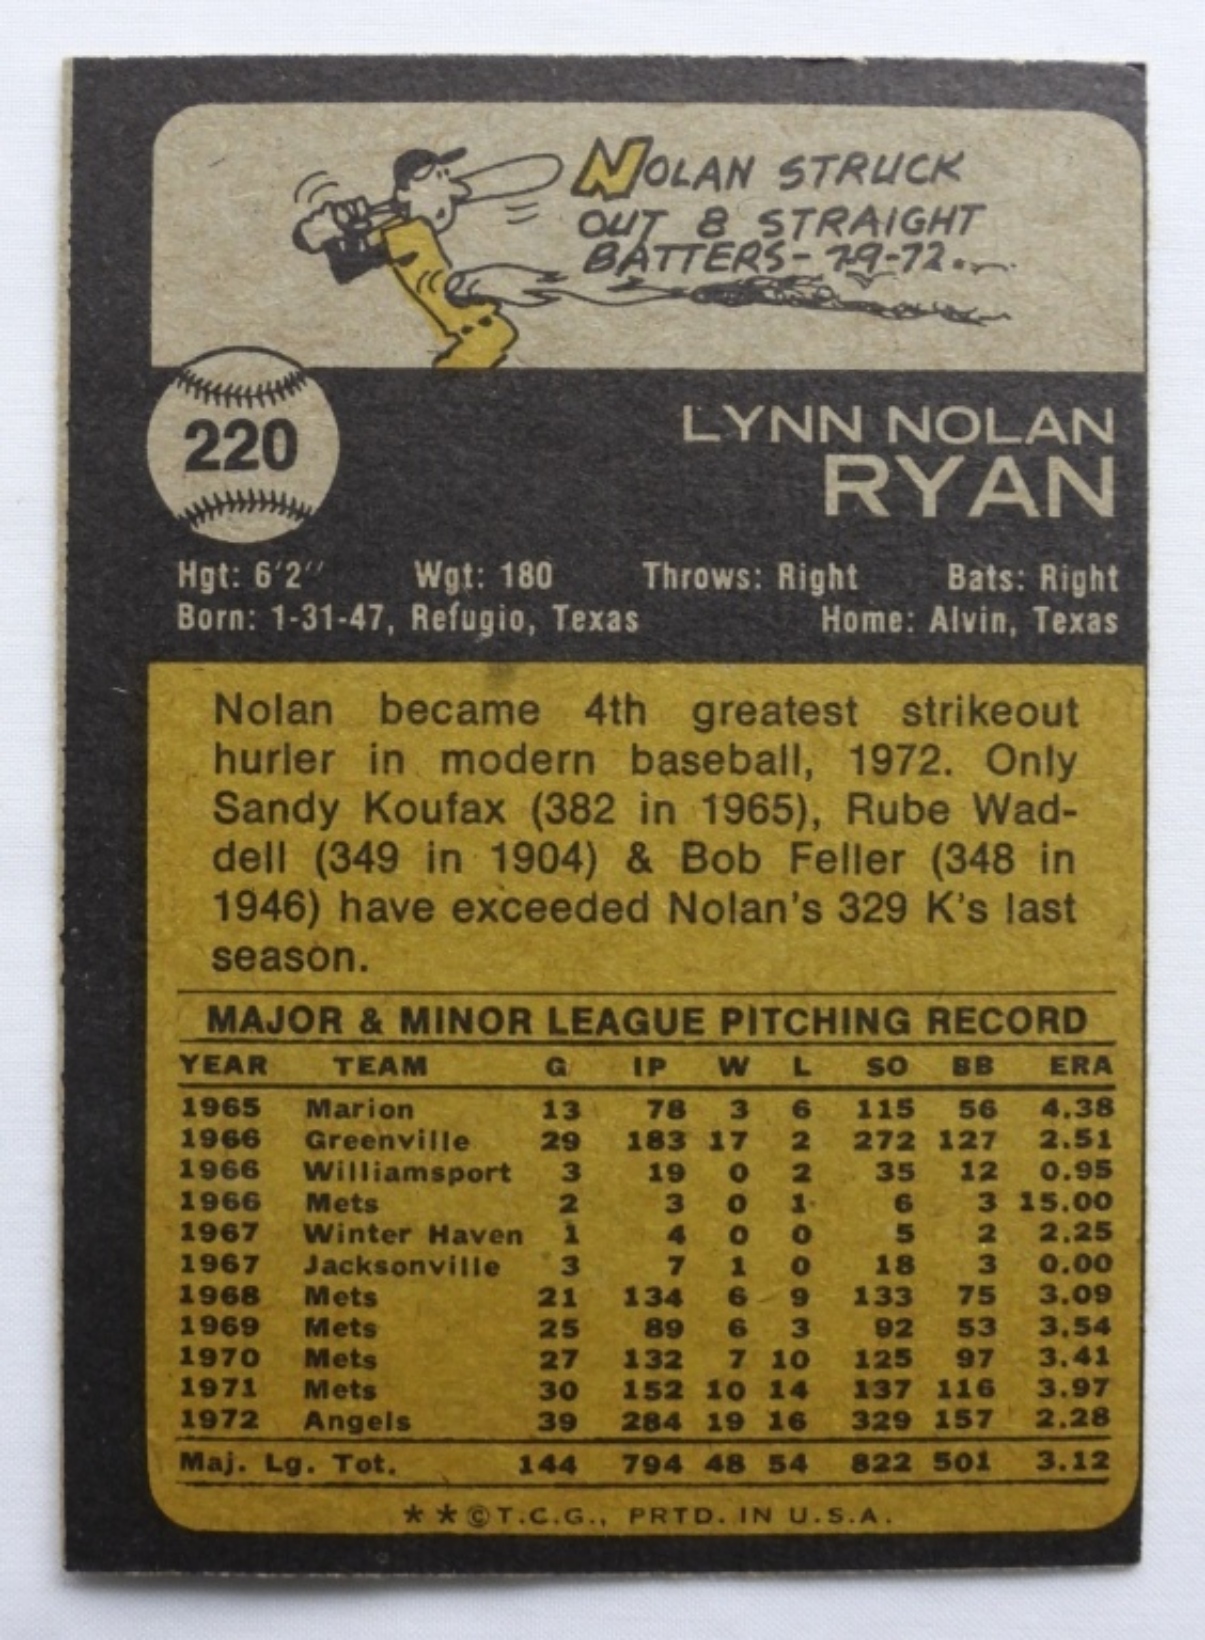 NOLAN STRUCK
OUT 8 STRAIGHT
BATTERS- 7-9-72.
220
LYNN NOLAN
RYAN
Hgt: 6'2" Wgt: 180 Throws: Right Bats: Right
Born: 1-31-47, Refugio, Texas Home: Alvin, Texas
Nolan became 4th greatest strikeout
hurler in modern baseball, 1972. Only
Sandy Koufax (382 in 1965), Rube Wad-
dell (349 in 1904) & Bob Feller (348 in
1946) have exceeded Nolan's 329 K's last
season.
MAJOR & MINOR LEAGUE PITCHING RECORD
YEAR TEAM G IP W L SO BB ERA
1965 Marion 13 78 3 6 115 56 4.38
1966 Greenville 29 183 17 2 272 127 2.51
1966 Williamsport 3 19 0 2 35 12 0.95
1966 Mets 2 3 0 1 6 3 15.00
1967 Winter Haven 1 4 0 0 5 2 2.25
1967 Jacksonville 3 7 1 0 18 3 0.00
1968 Mets 21 134 6 9 133 75 3.09
1969 Mets 25 89 6 3 92 53 3.54
1970 Mets 27 132 7 10 125 97 3.41
1971 Mets 30 152 10 14 137 116 3.97
1972 Angels 39 284 19 16 329 157 2.28
Maj. Lg. Tot. 144 794 48 54 822 501 3.12
**©T.C.G., PRTD. IN U.S.A.